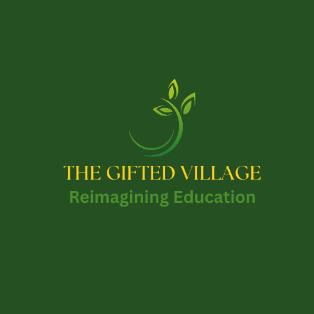 THE GIFTED VILLAGE
Reimagining Education